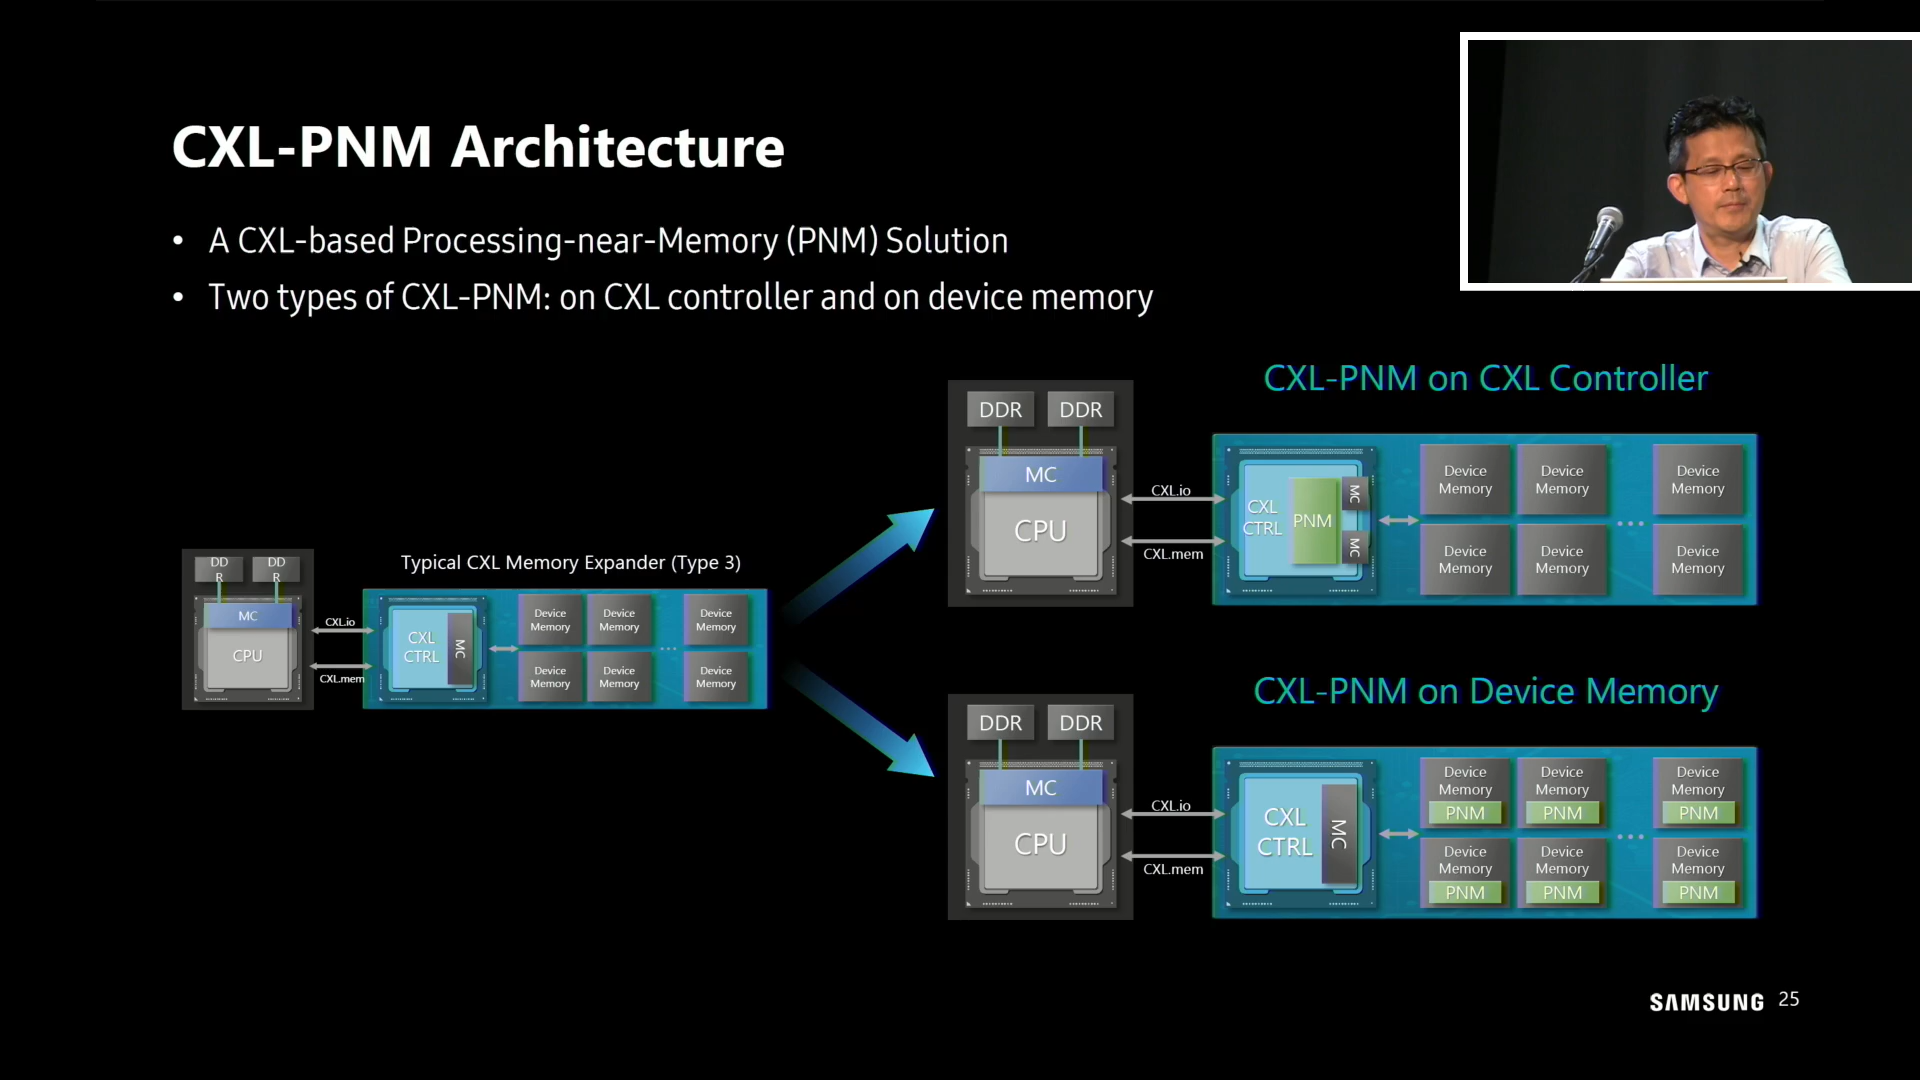 CXL-PNM Architecture
• A CXL-based Processing-near-Memory (PNM) Solution
• Two types of CXL-PNM: on CXL controller and on device memory
Typical CXL Memory Expander (Type 3)
DD
R
DD
R
MC
CPU
CXL.io
CXL.mem
CXL
CTRL
MC
Device
Memory
Device
Memory
Device
Memory
Device
Memory
Device
Memory
Device
Memory
...
CXL-PNM on CXL Controller
DDR
DDR
MC
CPU
CXL.io
CXL.mem
CXL
CTRL
PNM
MC
MC
Device
Memory
Device
Memory
Device
Memory
...
Device
Memory
Device
Memory
Device
Memory
CXL-PNM on Device Memory
DDR
DDR
MC
CPU
CXL.io
CXL.mem
CXL
CTRL
MC
Device
Memory
PNM
Device
Memory
PNM
Device
Memory
PNM
...
Device
Memory
PNM
Device
Memory
PNM
Device
Memory
PNM
SAMSUNG 25